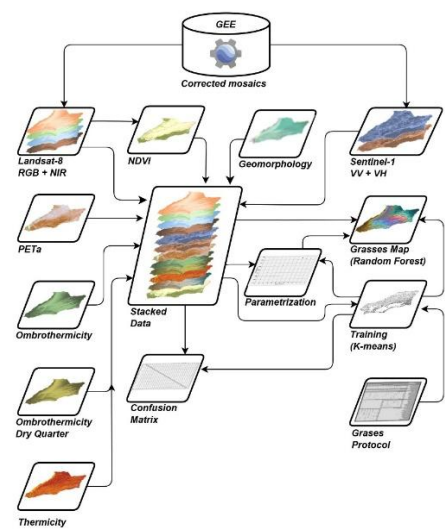 GEE
Corrected mosaics
Landsat-8
RGB + NIR
NDVI
Geomorphology
Sentinel-1
VV + VH
PETa
Grasses Map
(Random Forest)
Ombrothermicity
Stacked
Data
Parametrization
Training
(K-means)
Ombrothermicity
Dry Quarter
Confusion
Matrix
Grases
Protocol
Thermicity